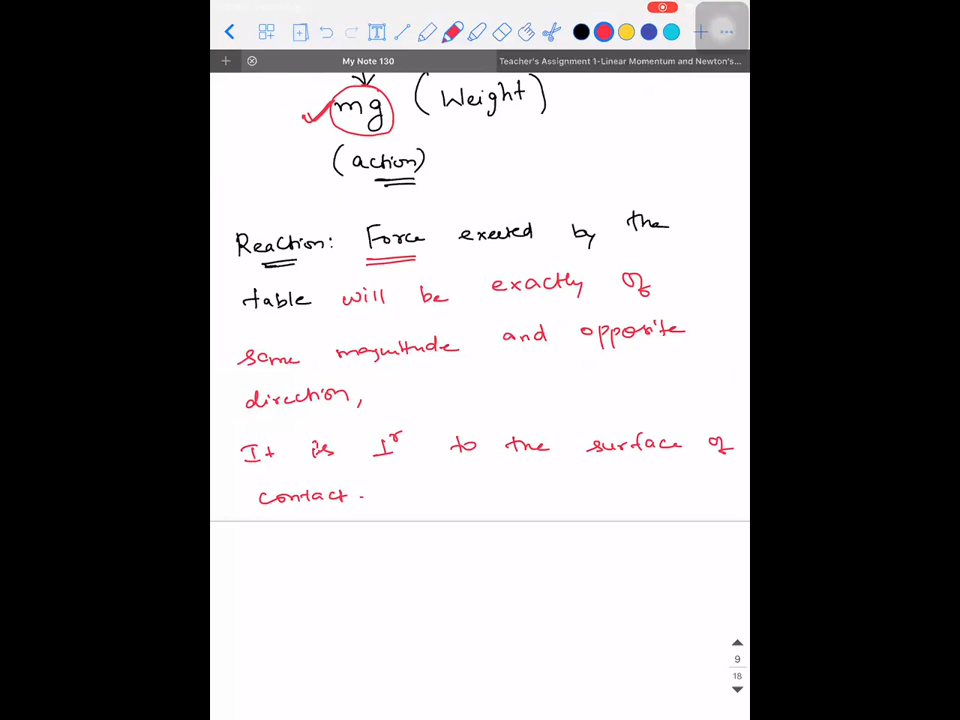 My Note 130
Teacher's Assignment 1-Linear Momentum and Newton's...
mg (Weight)
(action)
Reaction: Force exerted by the
table will be exactly of
same magnitude and opposite
direction,
It is ⊥r to the surface of
contact.
9
18